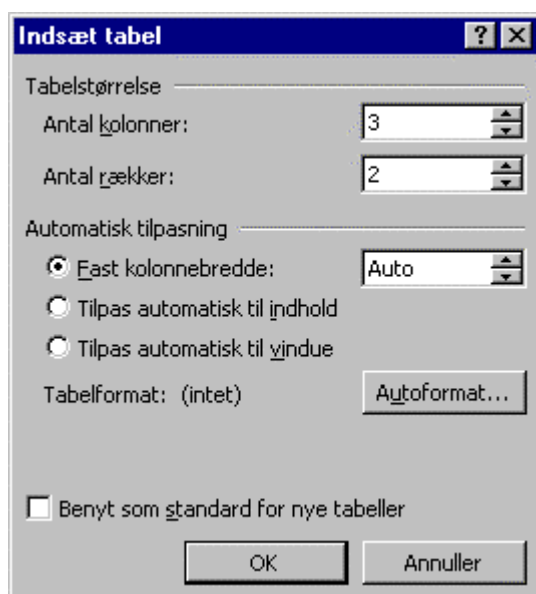 Indsæt tabel
Tabelstørrelse
Antal kolonner: 3
Antal rækker: 2
Automatisk tilpasning
Fast kolonnebredde: Auto
Tilpas automatisk til indhold
Tilpas automatisk til vindue
Tabelformat: (intet) Autoformat...
Benyt som standard for nye tabeller
OK Annuller